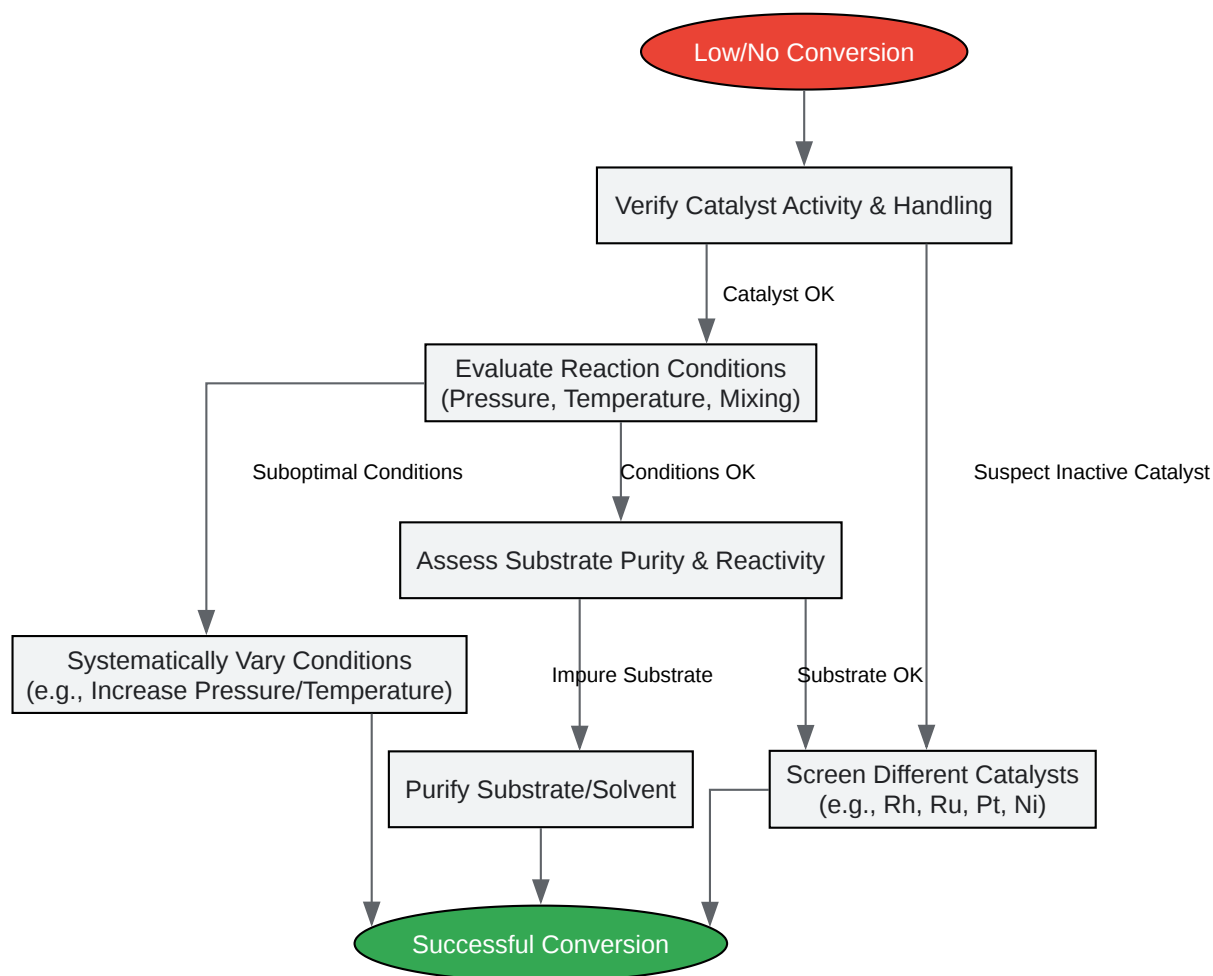 Low/No Conversion
Verify Catalyst Activity & Handling
Catalyst OK
Evaluate Reaction Conditions
(Pressure, Temperature, Mixing)
Suboptimal Conditions
Conditions OK
Suspect Inactive Catalyst
Assess Substrate Purity & Reactivity
Systematically Vary Conditions
(e.g., Increase Pressure/Temperature)
Impure Substrate
Substrate OK
Purify Substrate/Solvent
Screen Different Catalysts
(e.g., Rh, Ru, Pt, Ni)
Successful Conversion